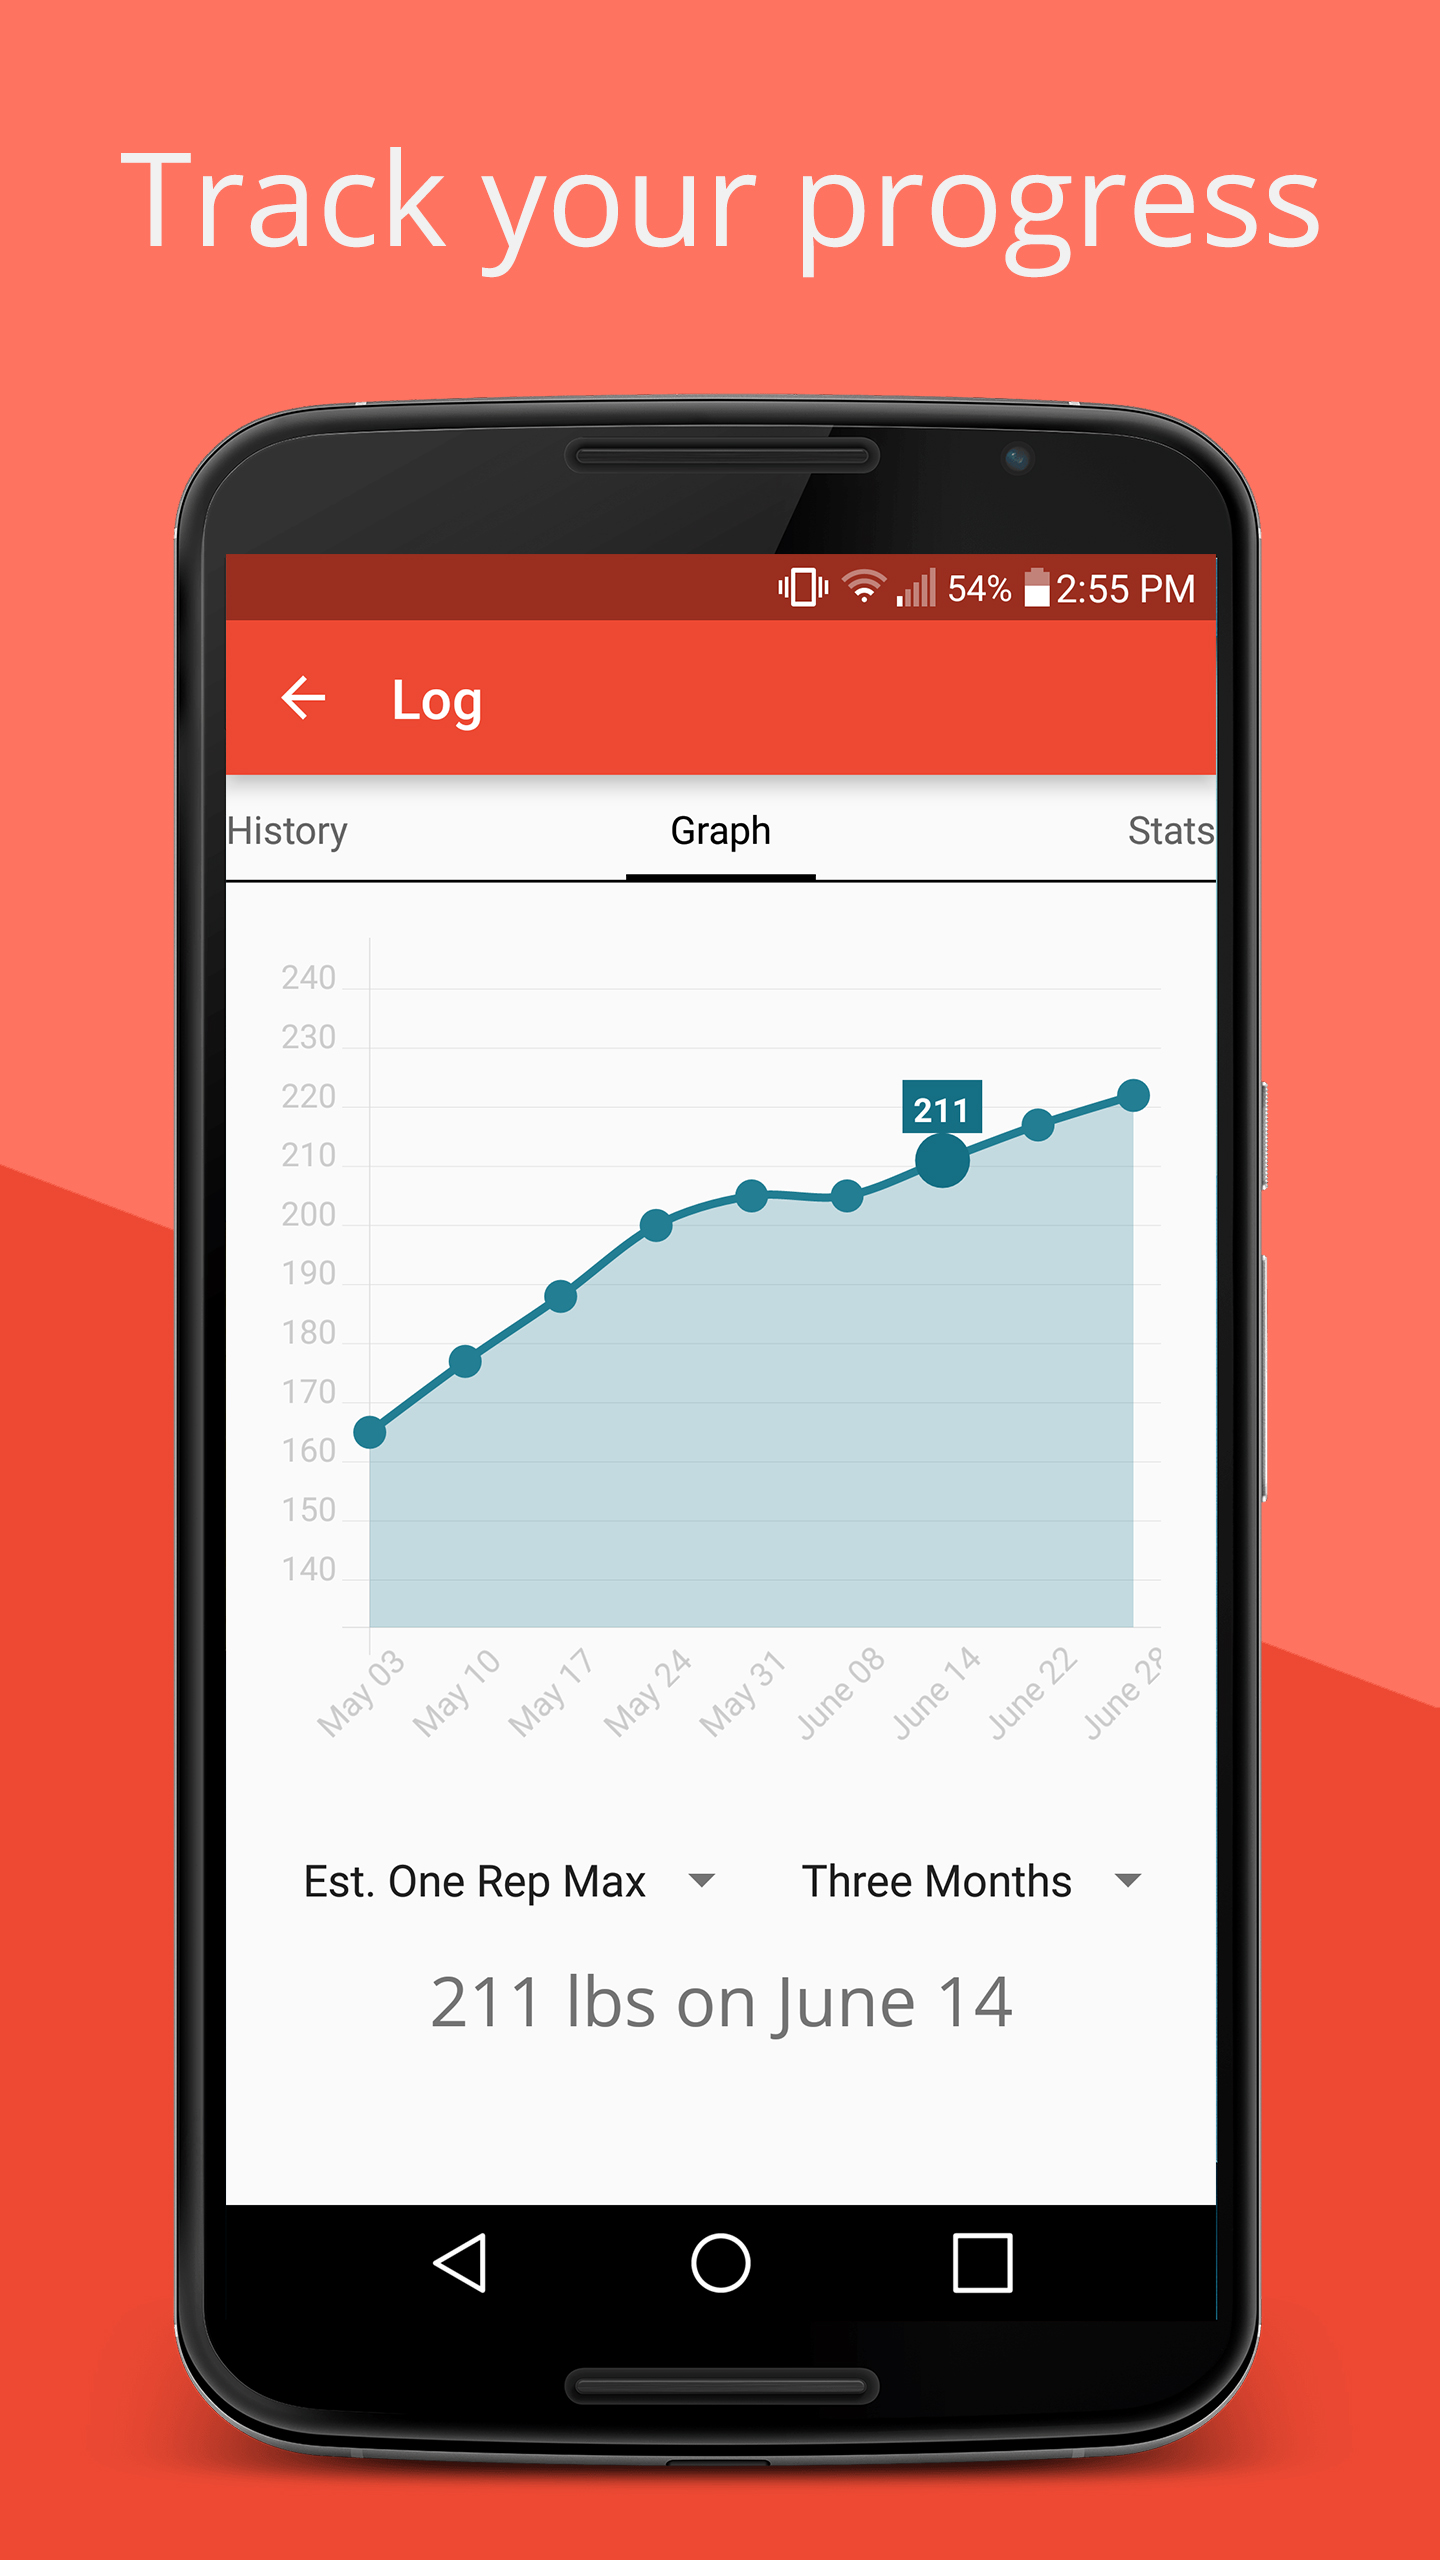 Track your progress
54% 2:55 PM
Log
History Graph Stats
240
230
220
210
200
190
180
170
160
150
140
211
May 03 May 10 May 17 May 24 May 31 June 08 June 14 June 22 June 28
Est. One Rep Max Three Months
211 lbs on June 14